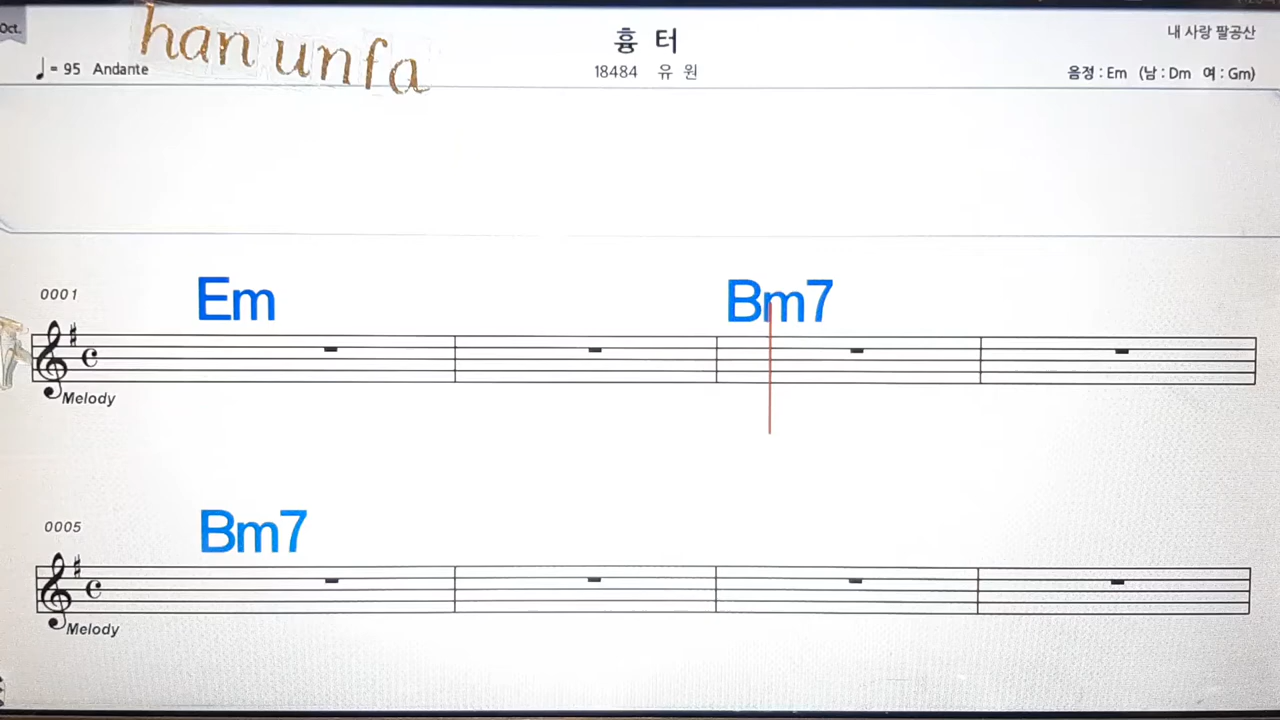 Oct.
han unfa
흉 터
내 사랑 팔공산
♩= 95 Andante
18484 유 원
음정 : Em (남 : Dm 여 : Gm)
0001
Em Bm7
Melody
0005
Bm7
Melody